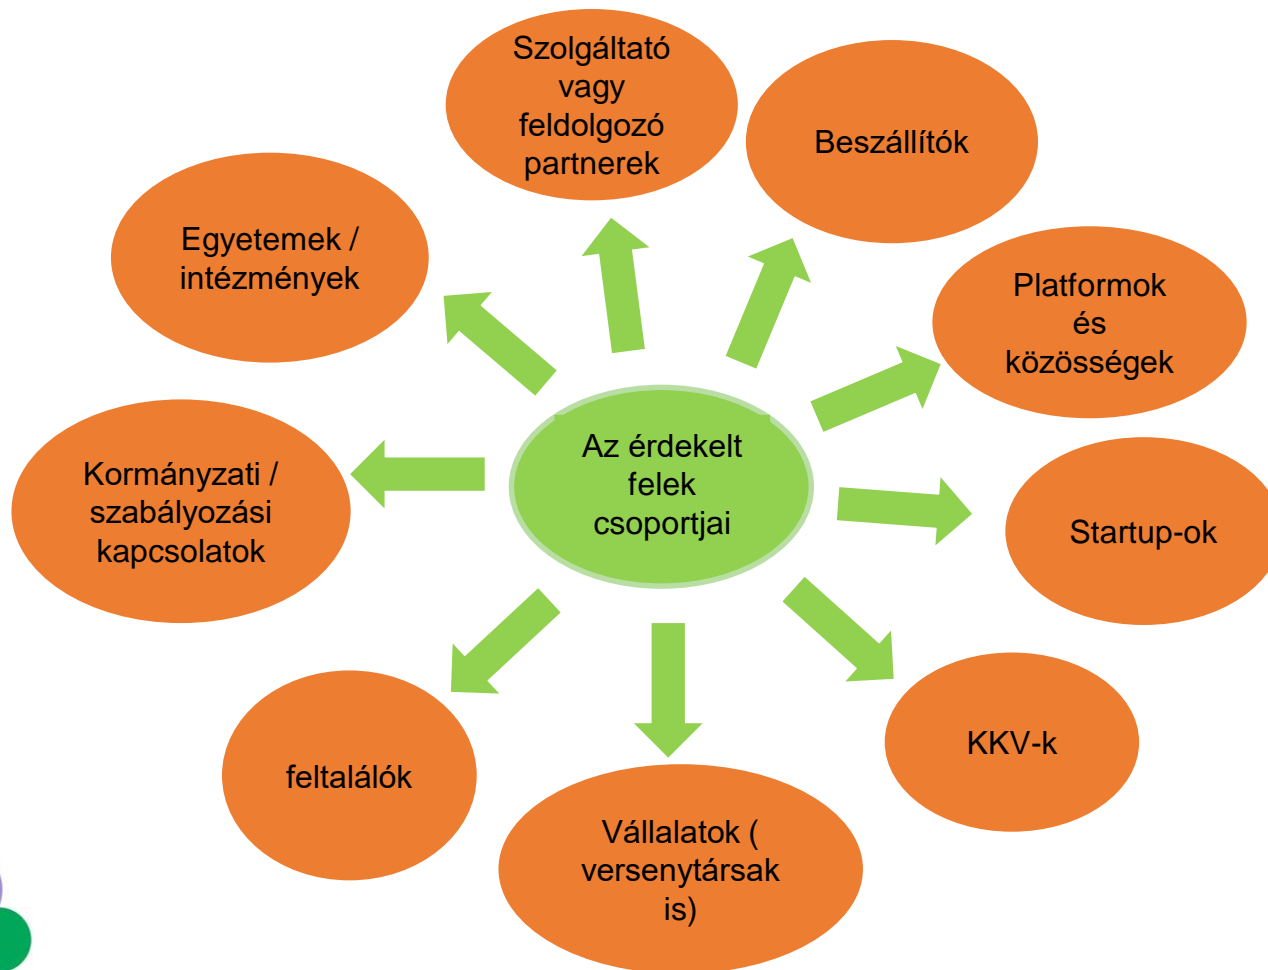 Szolgáltató
vagy
feldolgozó
partnerek
Beszállítók
Egyetemek /
intézmények
Platformok
és
közösségek
Az érdekelt
felek
csoportjai
Kormányzati /
szabályozási
kapcsolatok
Startup-ok
KKV-k
feltalálók
Vállalatok (
versenytársak
is)